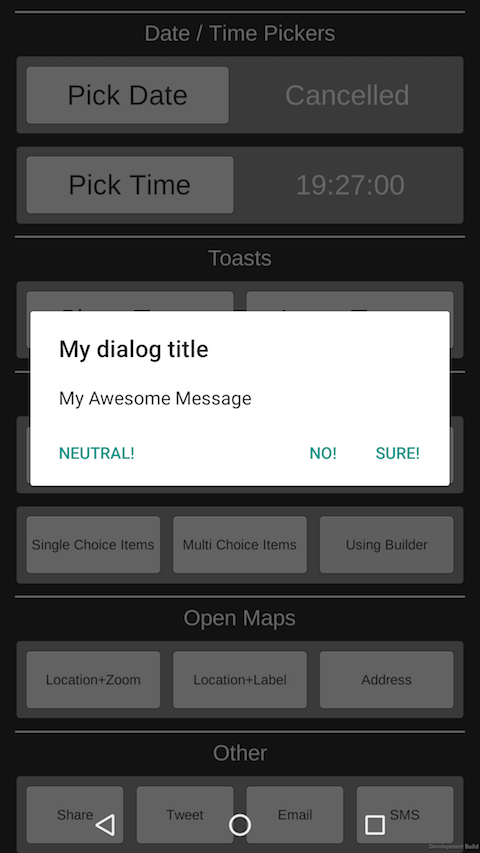 Date / Time Pickers
Pick Date
Cancelled
Pick Time
19:27:00
Toasts
My dialog title
My Awesome Message
NEUTRAL!
NO!
SURE!
Single Choice Items
Multi Choice Items
Using Builder
Open Maps
Location+Zoom
Location+Label
Address
Other
Share
Tweet
Email
SMS
Development Build